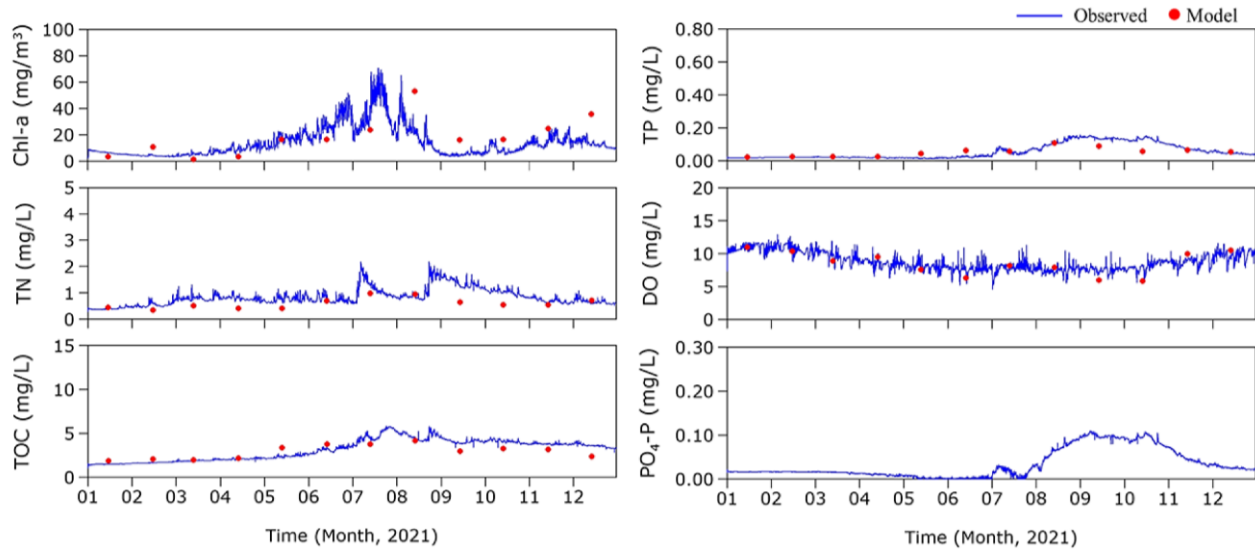 Observed Model
Chl-a (mg/m³)
100
80
60
40
20
0
TP (mg/L)
0.80
0.60
0.40
0.20
0.00
TN (mg/L)
5
4
3
2
1
0
DO (mg/L)
20
15
10
5
0
TOC (mg/L)
15
10
5
0
01 02 03 04 05 06 07 08 09 10 11 12
Time (Month, 2021)
PO₄-P (mg/L)
0.30
0.20
0.10
0.00
01 02 03 04 05 06 07 08 09 10 11 12
Time (Month, 2021)